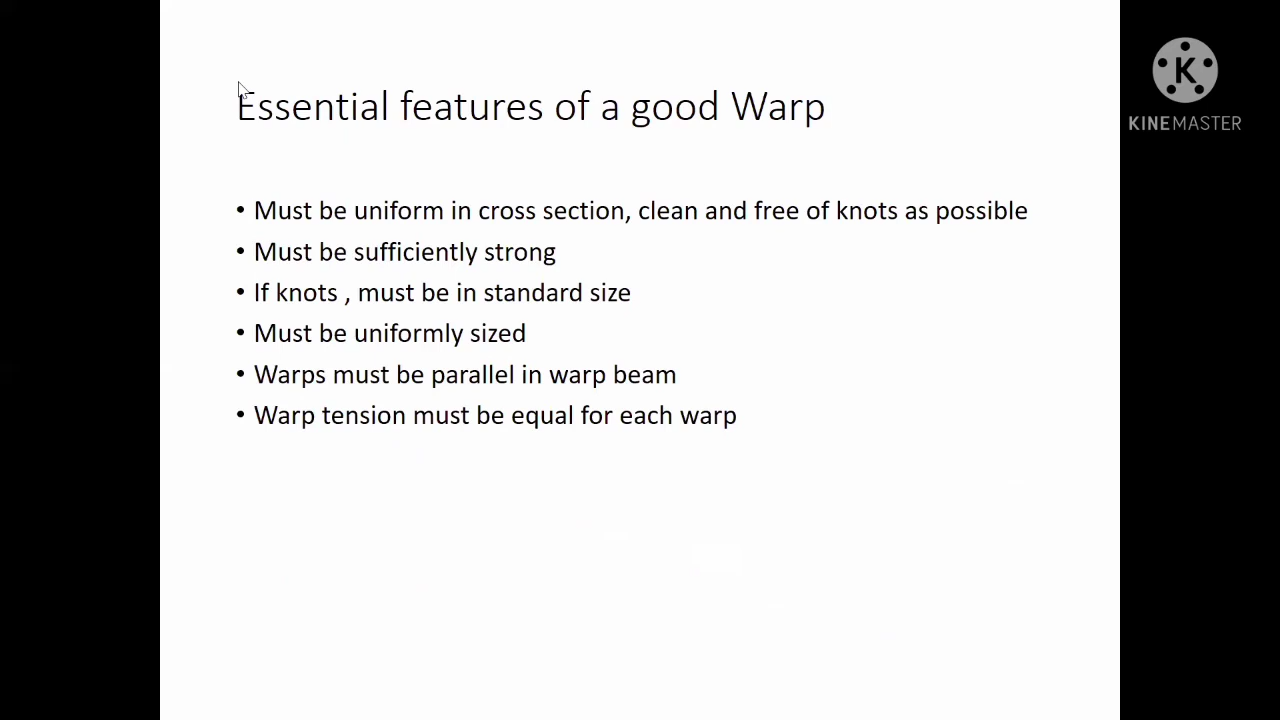 Essential features of a good Warp
K
KINEMASTER
• Must be uniform in cross section, clean and free of knots as possible
• Must be sufficiently strong
• If knots , must be in standard size
• Must be uniformly sized
• Warps must be parallel in warp beam
• Warp tension must be equal for each warp